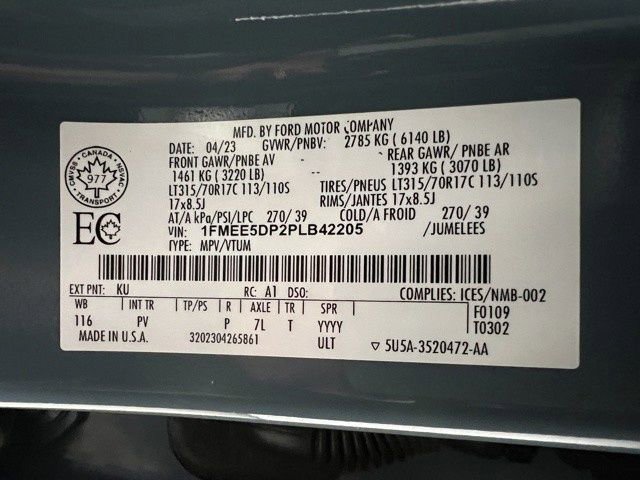 MFD. BY FORD MOTOR COMPANY
DATE: 04/23 GVWR/PNBV: 2785 KG ( 6140 LB)
FRONT GAWR/PNBE AV REAR GAWR/ PNBE AR
1461 KG ( 3220 LB) 1393 KG ( 3070 LB)
LT315/70R17C 113/110S TIRES/PNEUS LT315/70R17C 113/110S
17x8.5J RIMS/JANTES 17x8.5J
AT/A kPa/PSI/LPC 270/ 39 COLD/A FROID 270/ 39
VIN: 1FMEE5DP2PLB42205 /JUMELEES
TYPE: MPV/VTUM
CANADA
CMVSS NSVAC
977
TRANSPORT
EC
EXT PNT: KU RC: A1 DSO: COMPLIES: ICES/NMB-002
WB INT TR TP/PS R AXLE TR SPR F0109
116 PV P 7L T YYYY T0302
MADE IN U.S.A. 3202304265861 ULT ▽ 5U5A-3520472-AA